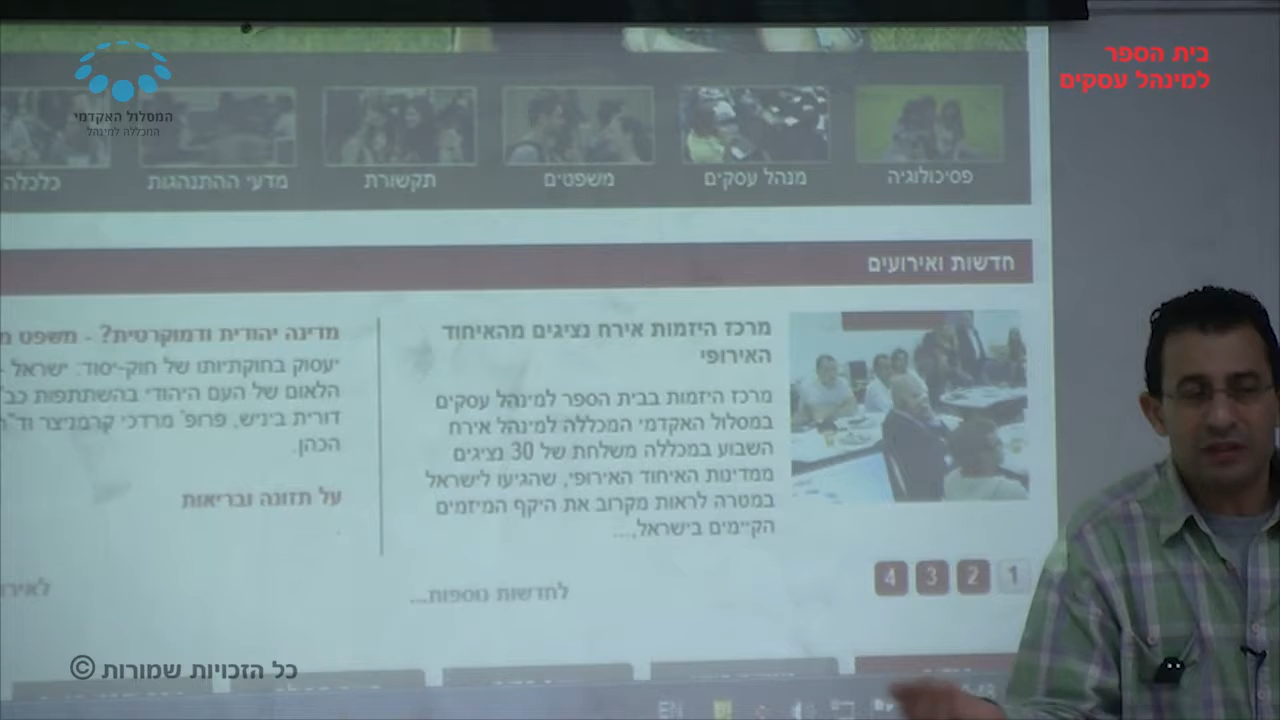 בית הספר
למינהל עסקים
המסלול האקדמי
המכללה למינהל
פסיכולוגיה
מנהל עסקים
משפטים
תקשורת
מדעי ההתנהגות
כלכלה
חדשות ואירועים
מרכז היזמות אירח נציגים מהאיחוד
האירופי
מרכז היזמות בבית הספר למינהל עסקים
במסלול האקדמי המכללה למינהל אירח
השבוע במכללה משלחת של 30 נציגים
ממדינות האיחוד האירופי, שהגיעו לישראל
במטרה לראות מקרוב את היקף המיזמים
הקיימים בישראל,...
1 2 3 4
לחדשות נוספות...
מדינה יהודית ודמוקרטית? - משפט
יעסוק בחוקתיותו של חוק-יסוד: ישראל -
הלאום של העם היהודי בהשתתפות
דורית ביניש, פרופ' מרדכי קרמניצר
הכהן.
על תזונה ובריאות
EN
כל הזכויות שמורות ©